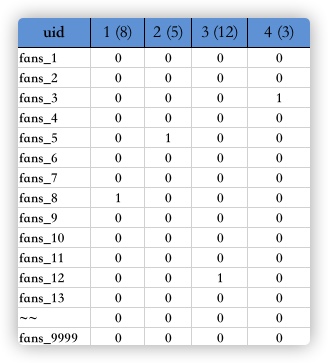 uid 1 (8) 2 (5) 3 (12) 4 (3)
fans_1 0 0 0 0
fans_2 0 0 0 0
fans_3 0 0 0 1
fans_4 0 0 0 0
fans_5 0 1 0 0
fans_6 0 0 0 0
fans_7 0 0 0 0
fans_8 1 0 0 0
fans_9 0 0 0 0
fans_10 0 0 0 0
fans_11 0 0 0 0
fans_12 0 0 1 0
fans_13 0 0 0 0
~~ 0 0 0 0
fans_9999 0 0 0 0